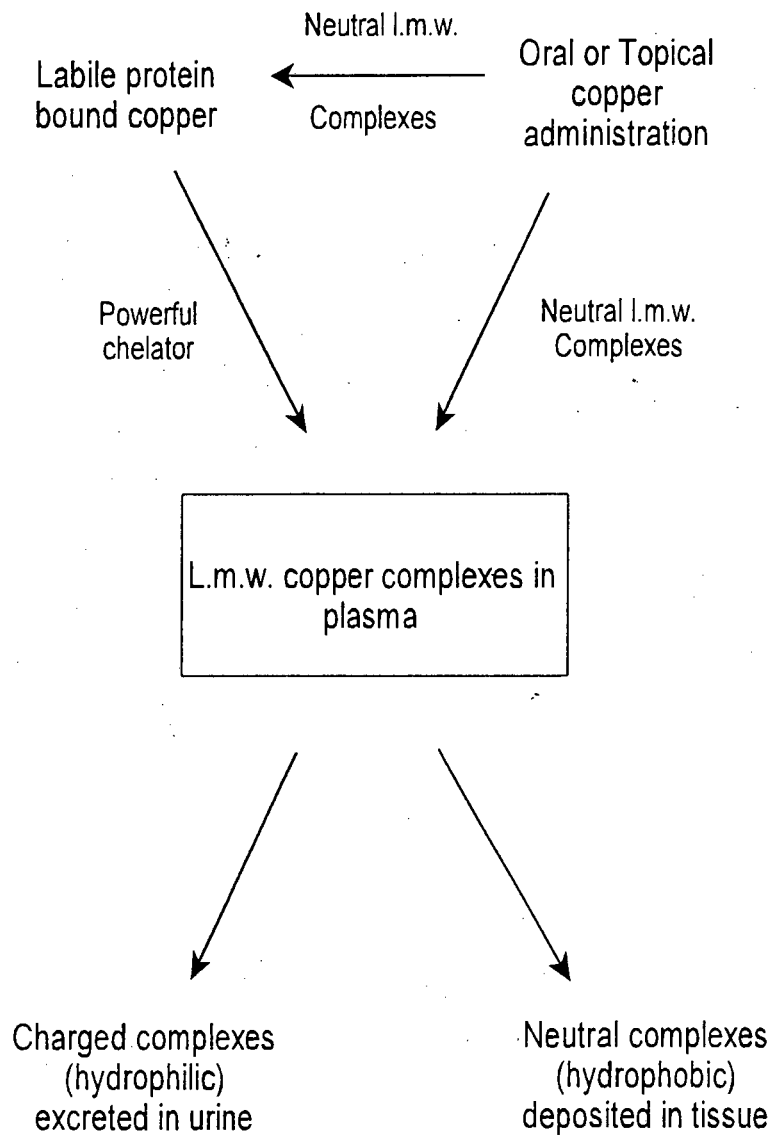 Neutral l.m.w.
Complexes
Labile protein
bound copper
Oral or Topical
copper
administration
Powerful
chelator
Neutral l.m.w.
Complexes
L.m.w. copper complexes in
plasma
Charged complexes
(hydrophilic)
excreted in urine
Neutral complexes
(hydrophobic)
deposited in tissue